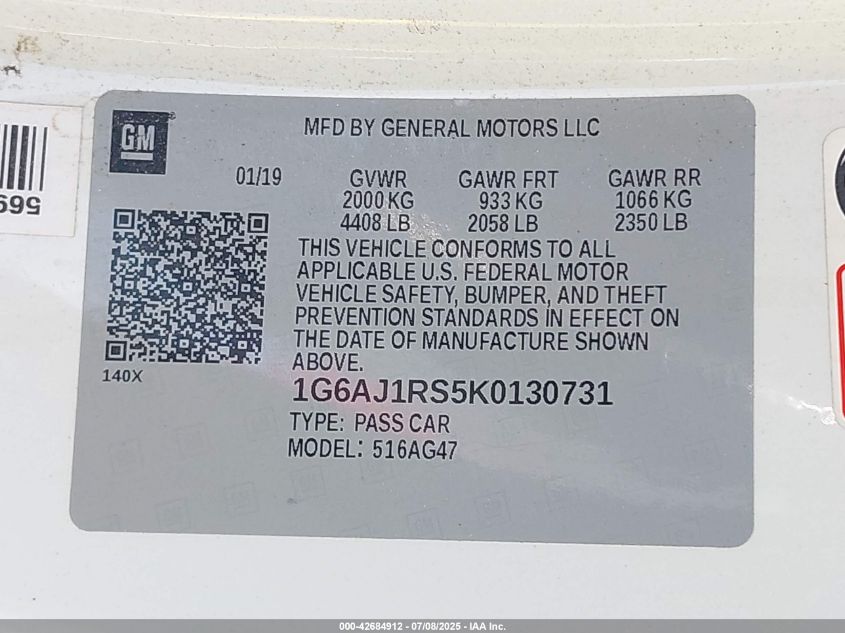 GM
MFD BY GENERAL MOTORS LLC
01/19 GVWR GAWR FRT GAWR RR
2000 KG 933 KG 1066 KG
4408 LB 2058 LB 2350 LB
THIS VEHICLE CONFORMS TO ALL
APPLICABLE U.S. FEDERAL MOTOR
VEHICLE SAFETY, BUMPER, AND THEFT
PREVENTION STANDARDS IN EFFECT ON
THE DATE OF MANUFACTURE SHOWN
ABOVE.
140X
1G6AJ1RS5K0130731
TYPE: PASS CAR
MODEL: 516AG47
000-42684912 - 07/08/2025 - IAA Inc.